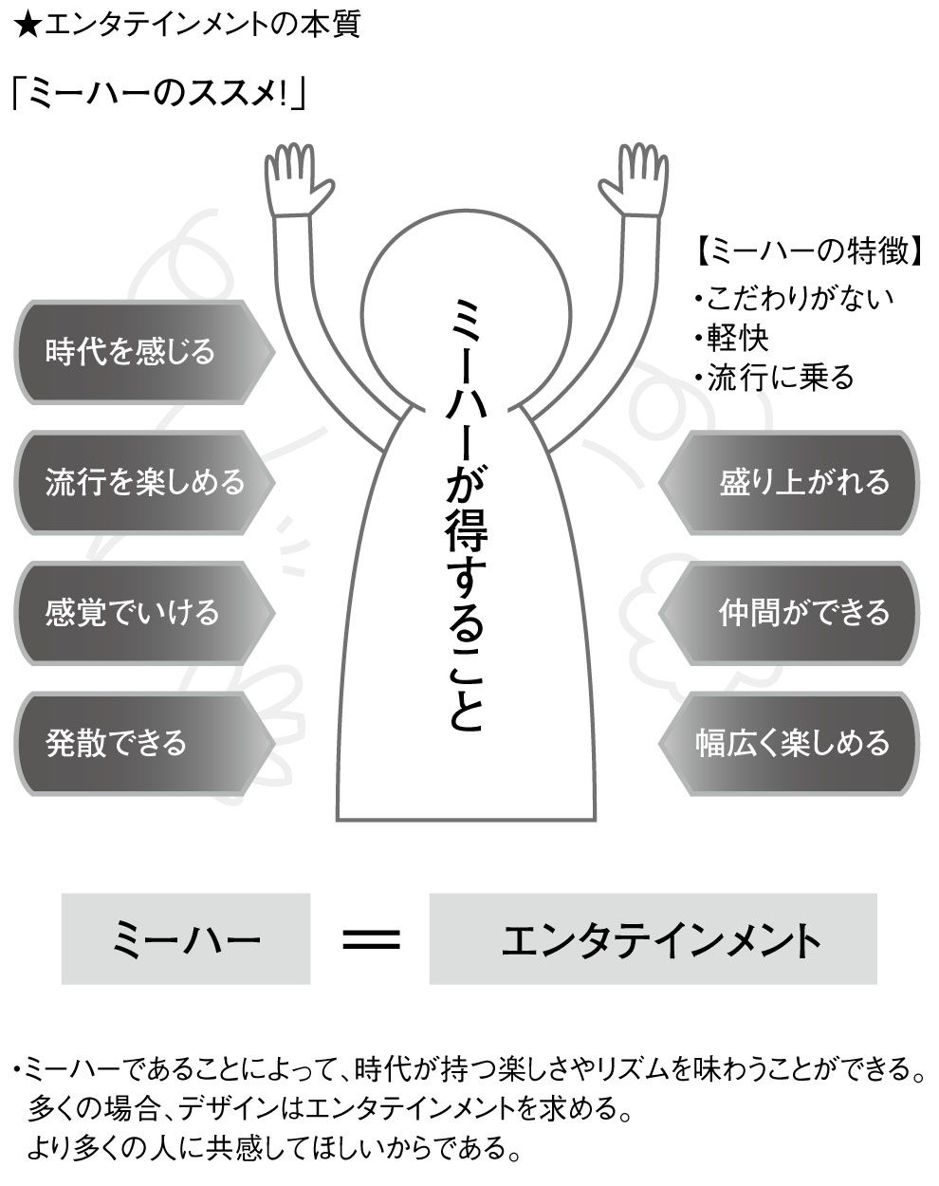 ★エンタテインメントの本質
「ミーハーのススメ!」
【ミーハーの特徴】
・こだわりがない
・軽快
・流行に乗る
ミーハーが得すること
時代を感じる
流行を楽しめる
感覚でいける
発散できる
盛り上がれる
仲間ができる
幅広く楽しめる
ミーハー = エンタテインメント
・ミーハーであることによって、時代が持つ楽しさやリズムを味わうことができる。
多くの場合、デザインはエンタテインメントを求める。
より多くの人に共感してほしいからである。